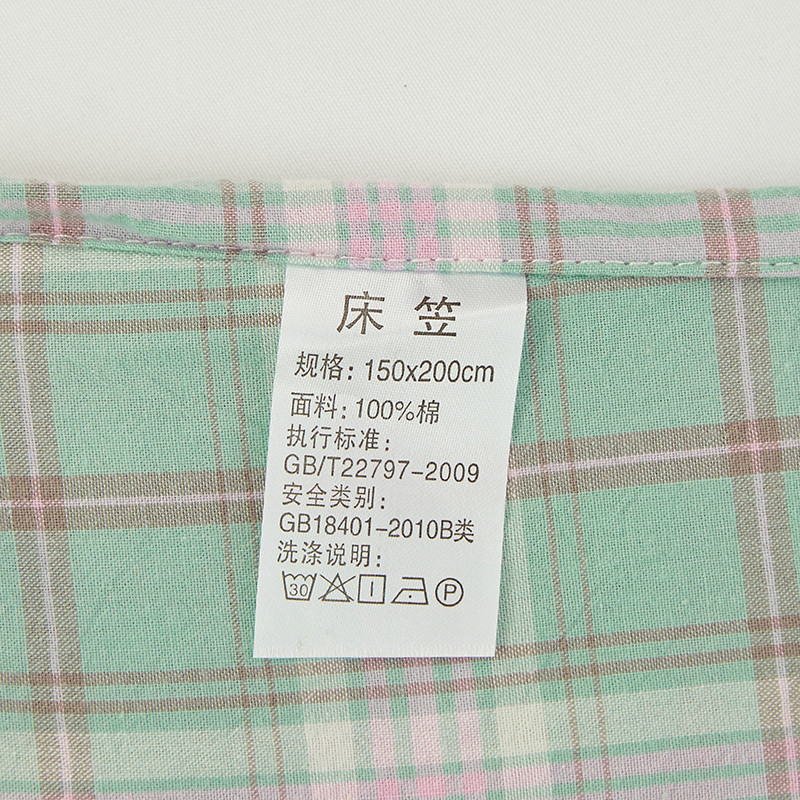 床笠
规格: 150x200cm
面料: 100%棉
执行标准:
GB/T22797-2009
安全类别:
GB18401-2010B类
洗涤说明:
30 P